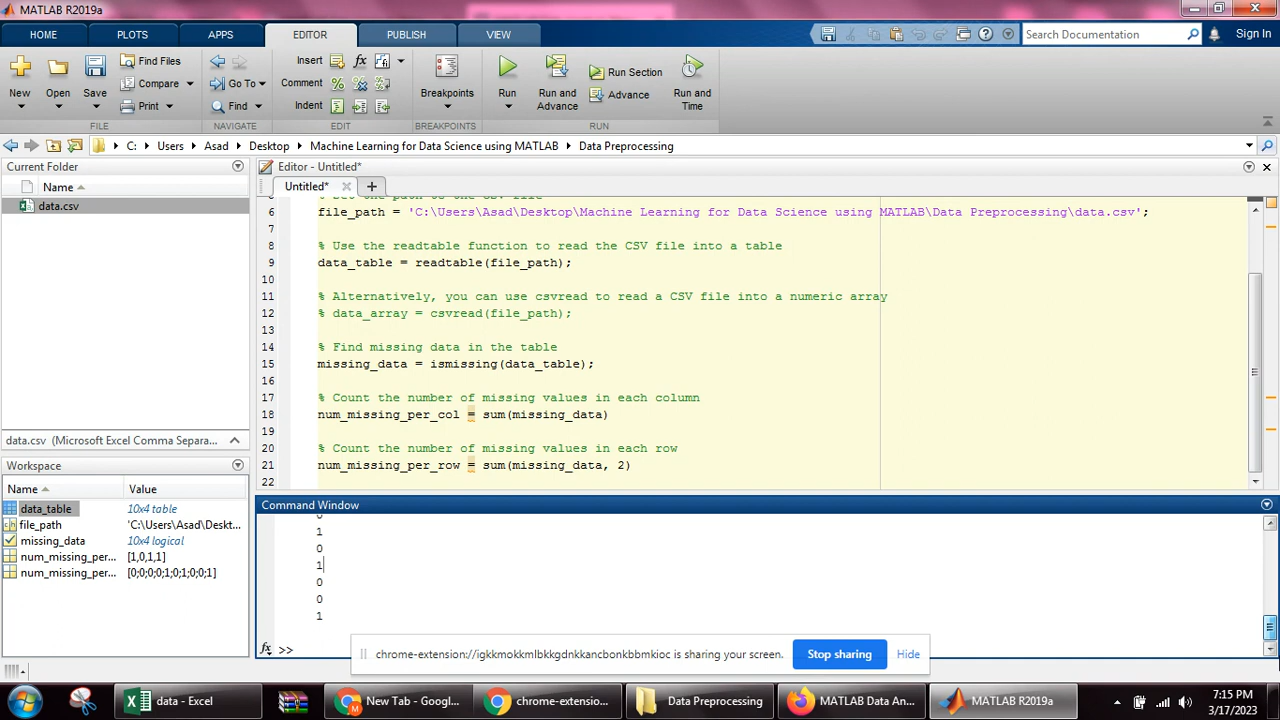 MATLAB R2019a
HOME PLOTS APPS EDITOR PUBLISH VIEW Search Documentation Sign In
New Open Save Find Files Compare Print Go To Find Insert fx Comment Indent Breakpoints Run Run and Advance Run Section Advance Run and Time
FILE NAVIGATE EDIT BREAKPOINTS RUN
C: Users Asad Desktop Machine Learning for Data Science using MATLAB Data Preprocessing
Current Folder
Name
data.csv
data.csv (Microsoft Excel Comma Separa...
Workspace
Name Value
data_table 10x4 table
file_path 'C:\Users\Asad\Deskt...
missing_data 10x4 logical
num_missing_per... [1,0,1,1]
num_missing_per... [0;0;0;0;1;0;1;0;0;1]
Editor - Untitled*
Untitled*
% Set the path to the CSV file
6 file_path = 'C:\Users\Asad\Desktop\Machine Learning for Data Science using MATLAB\Data Preprocessing\data.csv';
7
8 % Use the readtable function to read the CSV file into a table
9 data_table = readtable(file_path);
10
11 % Alternatively, you can use csvread to read a CSV file into a numeric array
12 % data_array = csvread(file_path);
13
14 % Find missing data in the table
15 missing_data = ismissing(data_table);
16
17 % Count the number of missing values in each column
18 num_missing_per_col = sum(missing_data)
19
20 % Count the number of missing values in each row
21 num_missing_per_row = sum(missing_data, 2)
22
Command Window
0
1
0
1
0
0
1
fx >>
chrome-extension://igkkmokkmlbkkgdnkkancbonkbbmkioc is sharing your screen. Stop sharing Hide
data - Excel New Tab - Googl... chrome-extensio... Data Preprocessing MATLAB Data An... MATLAB R2019a
7:15 PM
3/17/2023